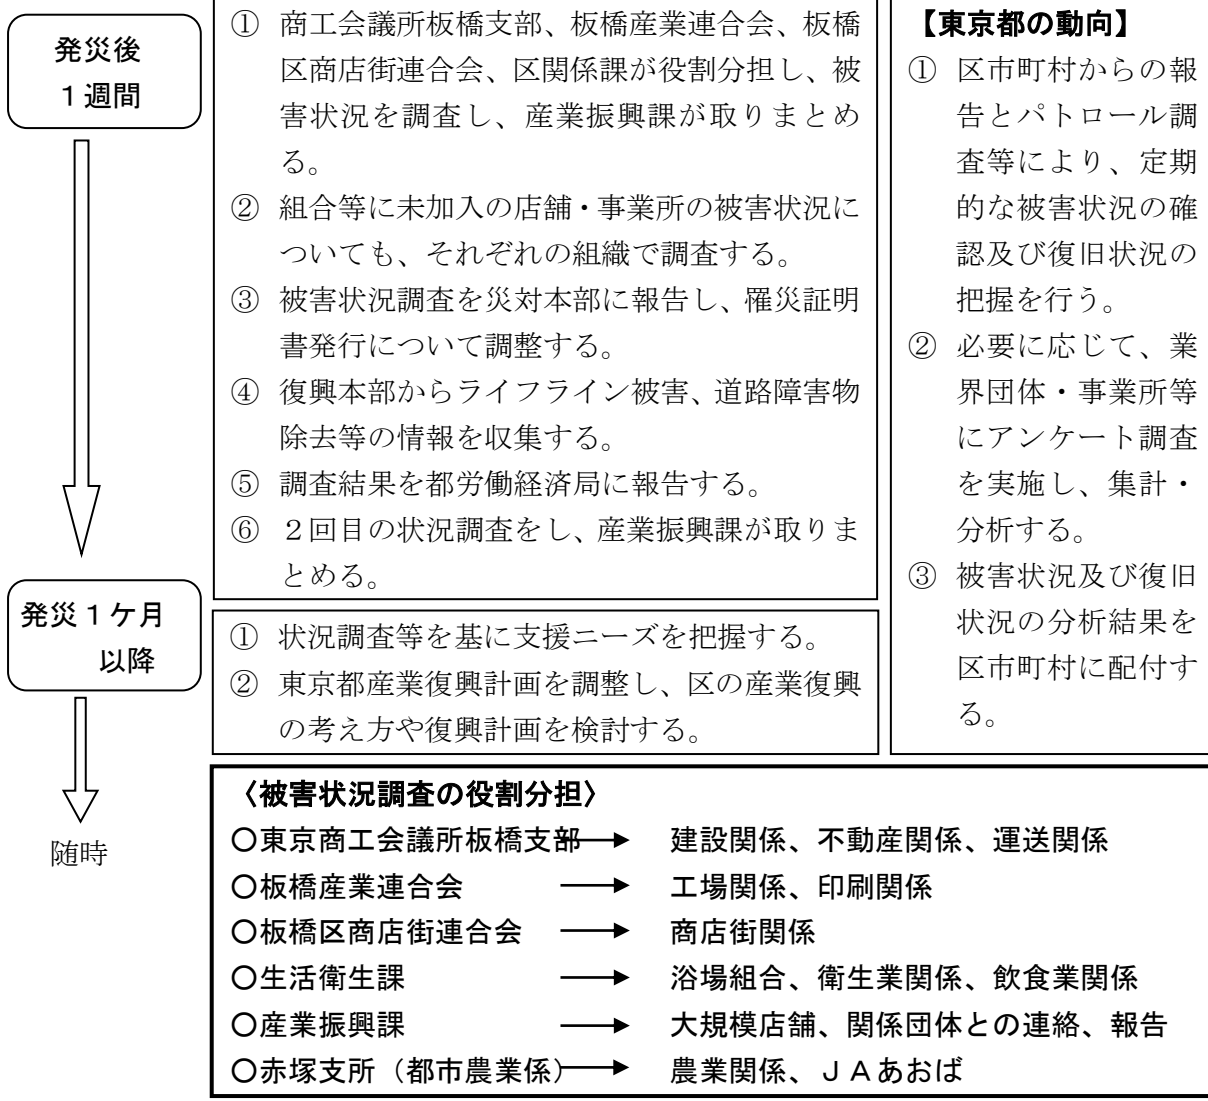 発災後
１週間
① 商工会議所板橋支部、板橋産業連合会、板橋
区商店街連合会、区関係課が役割分担し、被
害状況を調査し、産業振興課が取りまとめ
る。
② 組合等に未加入の店舗・事業所の被害状況に
ついても、それぞれの組織で調査する。
③ 被害状況調査を災対本部に報告し、罹災証明
書発行について調整する。
④ 復興本部からライフライン被害、道路障害物
除去等の情報を収集する。
⑤ 調査結果を都労働経済局に報告する。
⑥ ２回目の状況調査をし、産業振興課が取りま
とめる。
発災１ケ月
以降
① 状況調査等を基に支援ニーズを把握する。
② 東京都産業復興計画を調整し、区の産業復興
の考え方や復興計画を検討する。
随時
【東京都の動向】
① 区市町村からの報
告とパトロール調
査等により、定期
的な被害状況の確
認及び復旧状況の
把握を行う。
② 必要に応じて、業
界団体・事業所等
にアンケート調査
を実施し、集計・
分析する。
③ 被害状況及び復旧
状況の分析結果を
区市町村に配付す
る。
〈被害状況調査の役割分担〉
〇東京商工会議所板橋支部 建設関係、不動産関係、運送関係
〇板橋産業連合会 工場関係、印刷関係
〇板橋区商店街連合会 商店街関係
〇生活衛生課 浴場組合、衛生業関係、飲食業関係
〇産業振興課 大規模店舗、関係団体との連絡、報告
〇赤塚支所（都市農業係） 農業関係、ＪＡあおば